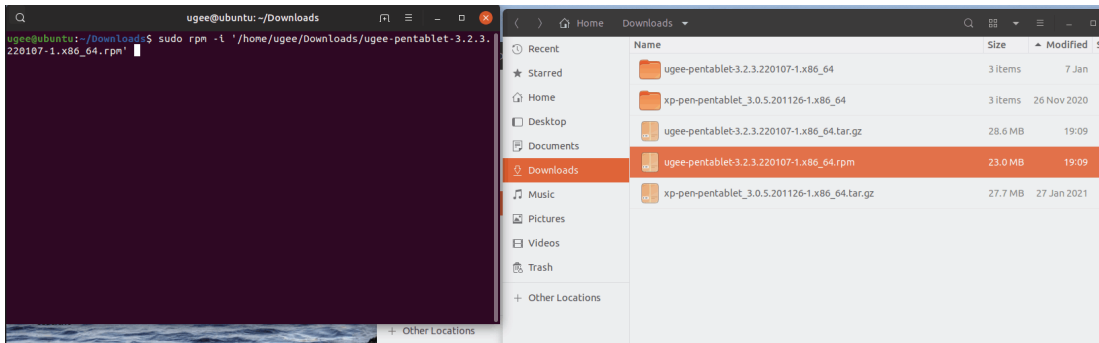 ugee@ubuntu: ~/Downloads
ugee@ubuntu:~/Downloads$ sudo rpm -i '/home/ugee/Downloads/ugee-pentablet-3.2.3.
220107-1.x86_64.rpm'
+ Other Locations
Home Downloads
Recent
Starred
Home
Desktop
Documents
Downloads
Music
Pictures
Videos
Trash
+ Other Locations
Name Size Modified
ugee-pentablet-3.2.3.220107-1.x86_64 3 items 7 Jan
xp-pen-pentablet_3.0.5.201126-1.x86_64 3 items 26 Nov 2020
ugee-pentablet-3.2.3.220107-1.x86_64.tar.gz 28.6 MB 19:09
ugee-pentablet-3.2.3.220107-1.x86_64.rpm 23.0 MB 19:09
xp-pen-pentablet_3.0.5.201126-1.x86_64.tar.gz 27.7 MB 27 Jan 2021